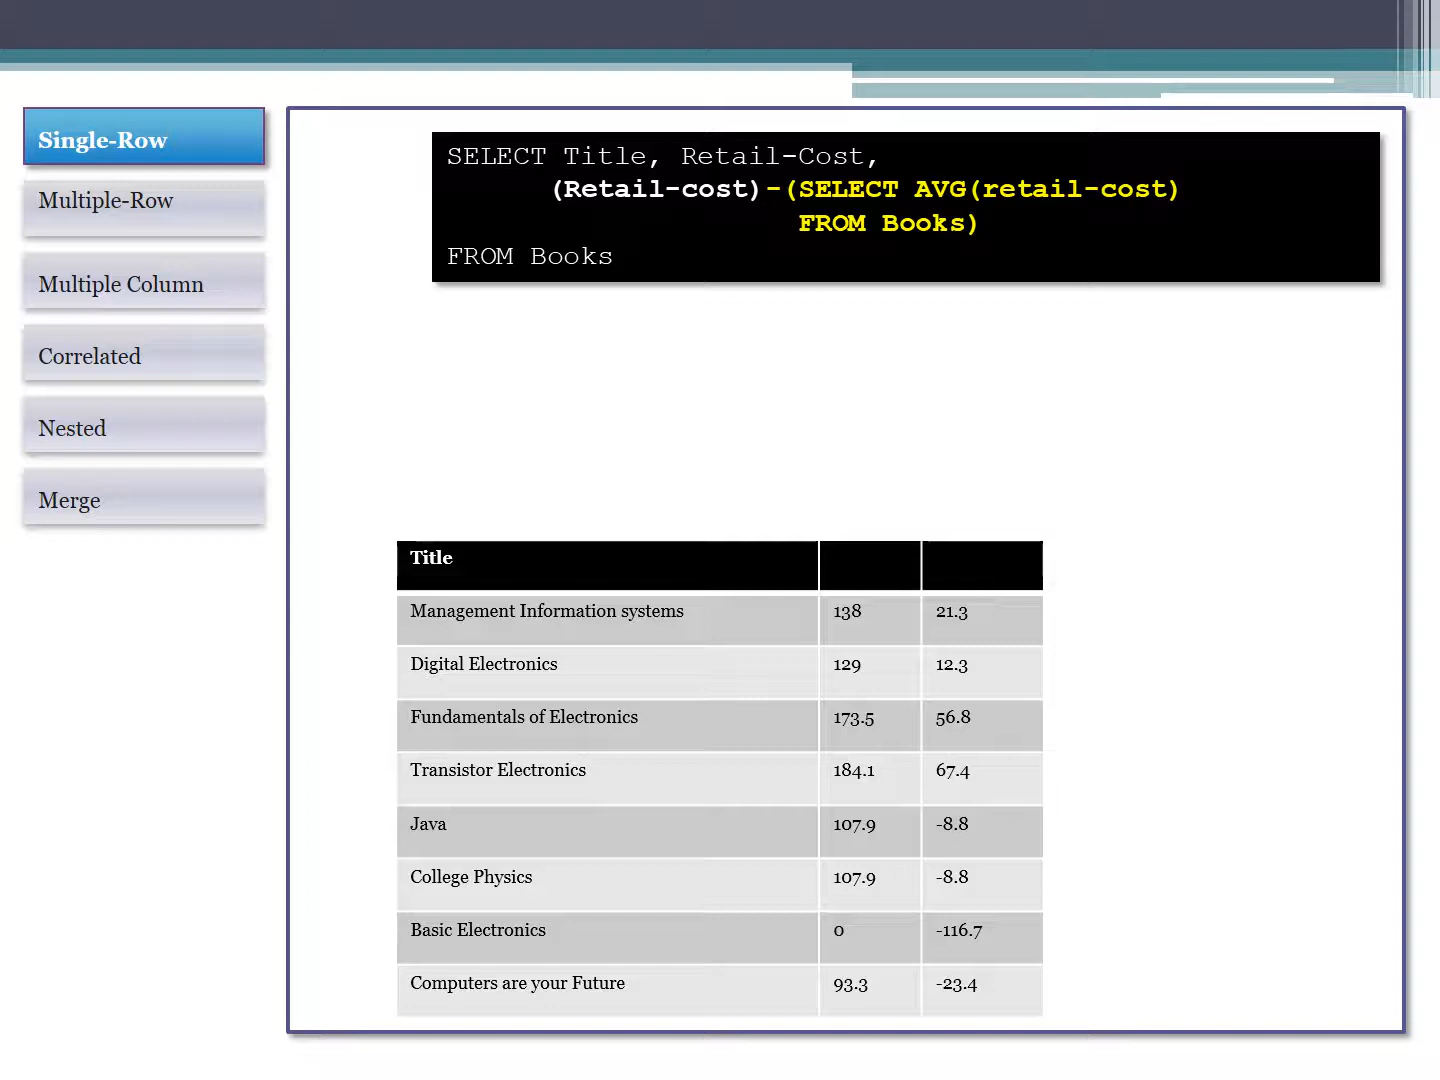 Single-Row
Multiple-Row
Multiple Column
Correlated
Nested
Merge
SELECT Title, Retail-Cost,
(Retail-cost)-(SELECT AVG(retail-cost)
FROM Books)
FROM Books
Title
Management Information systems 138 21.3
Digital Electronics 129 12.3
Fundamentals of Electronics 173.5 56.8
Transistor Electronics 184.1 67.4
Java 107.9 -8.8
College Physics 107.9 -8.8
Basic Electronics 0 -116.7
Computers are your Future 93.3 -23.4